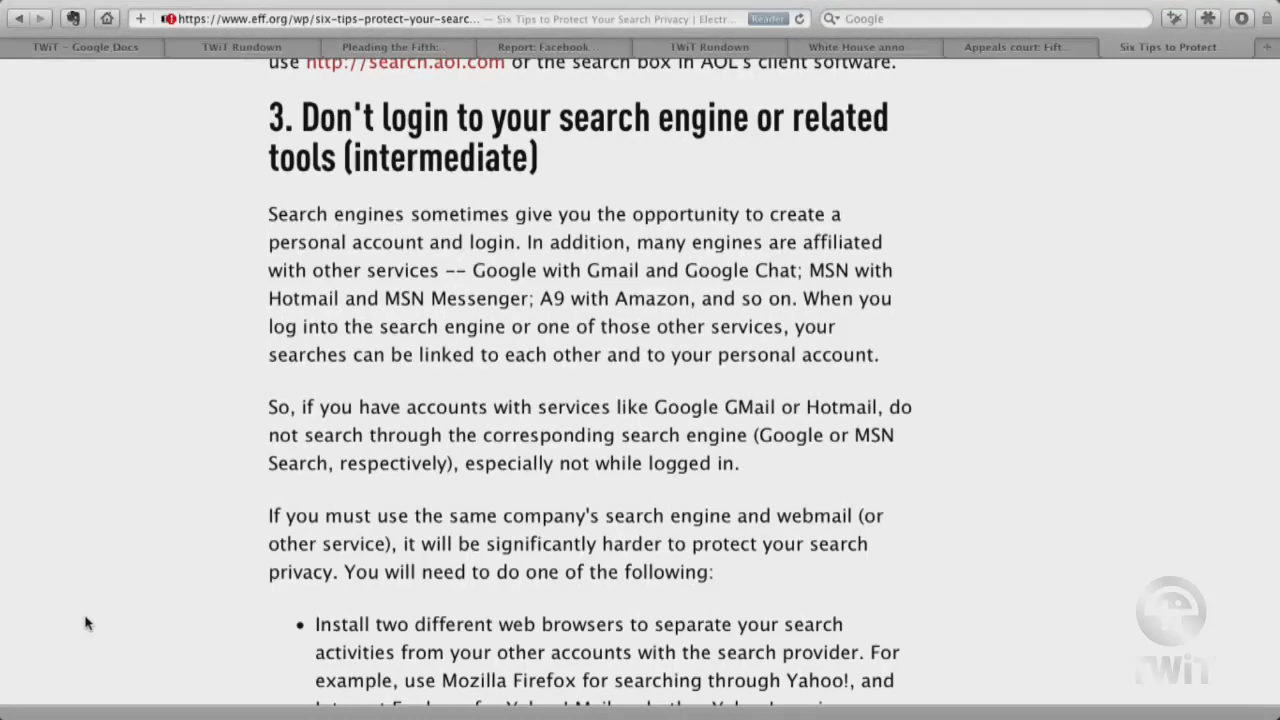 https://www.eff.org/wp/six-tips-protect-your-searc... — Six Tips to Protect Your Search Privacy | Electr... Reader Google
TWiT – Google Docs TWiT Rundown Pleading the Fifth:... Report: Facebook... TWiT Rundown White House anno... Appeals court: Fift... Six Tips to Protect
use http://search.aol.com or the search box in AOL's client software.
3. Don't login to your search engine or related
tools (intermediate)
Search engines sometimes give you the opportunity to create a
personal account and login. In addition, many engines are affiliated
with other services -- Google with Gmail and Google Chat; MSN with
Hotmail and MSN Messenger; A9 with Amazon, and so on. When you
log into the search engine or one of those other services, your
searches can be linked to each other and to your personal account.
So, if you have accounts with services like Google GMail or Hotmail, do
not search through the corresponding search engine (Google or MSN
Search, respectively), especially not while logged in.
If you must use the same company's search engine and webmail (or
other service), it will be significantly harder to protect your search
privacy. You will need to do one of the following:
• Install two different web browsers to separate your search
activities from your other accounts with the search provider. For
example, use Mozilla Firefox for searching through Yahoo!, and
TWiT